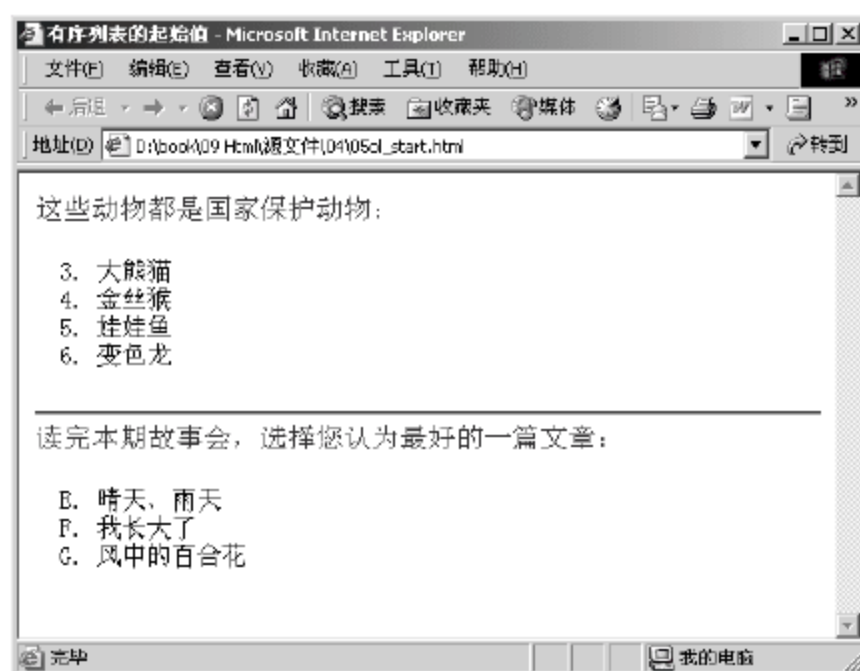 有序列表的起始值 - Microsoft Internet Explorer
文件(F) 编辑(E) 查看(V) 收藏(A) 工具(T) 帮助(H)
后退 搜索 收藏夹 媒体 »
地址(D) D:\book\09 Html\源文件\04\05ol_start.html 转到
这些动物都是国家保护动物:
3. 大熊猫
4. 金丝猴
5. 娃娃鱼
6. 变色龙
读完本期故事会，选择您认为最好的一篇文章:
E. 晴天、雨天
F. 我长大了
G. 风中的百合花
完毕 我的电脑